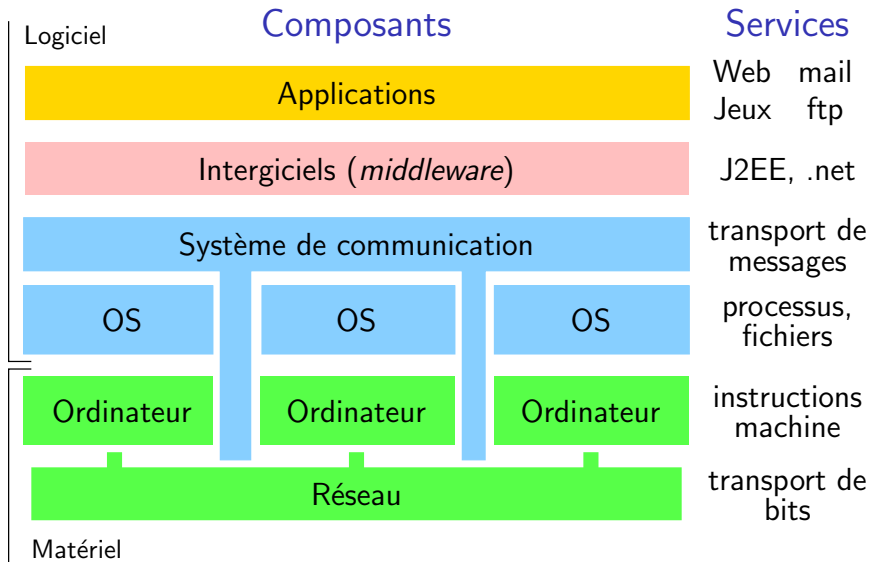 Logiciel
Composants
Services
Applications
Web mail
Jeux ftp
Intergiciels (middleware)
J2EE, .net
Système de communication
transport de
messages
OS
OS
OS
processus,
fichiers
Ordinateur
Ordinateur
Ordinateur
instructions
machine
Réseau
transport de
bits
Matériel